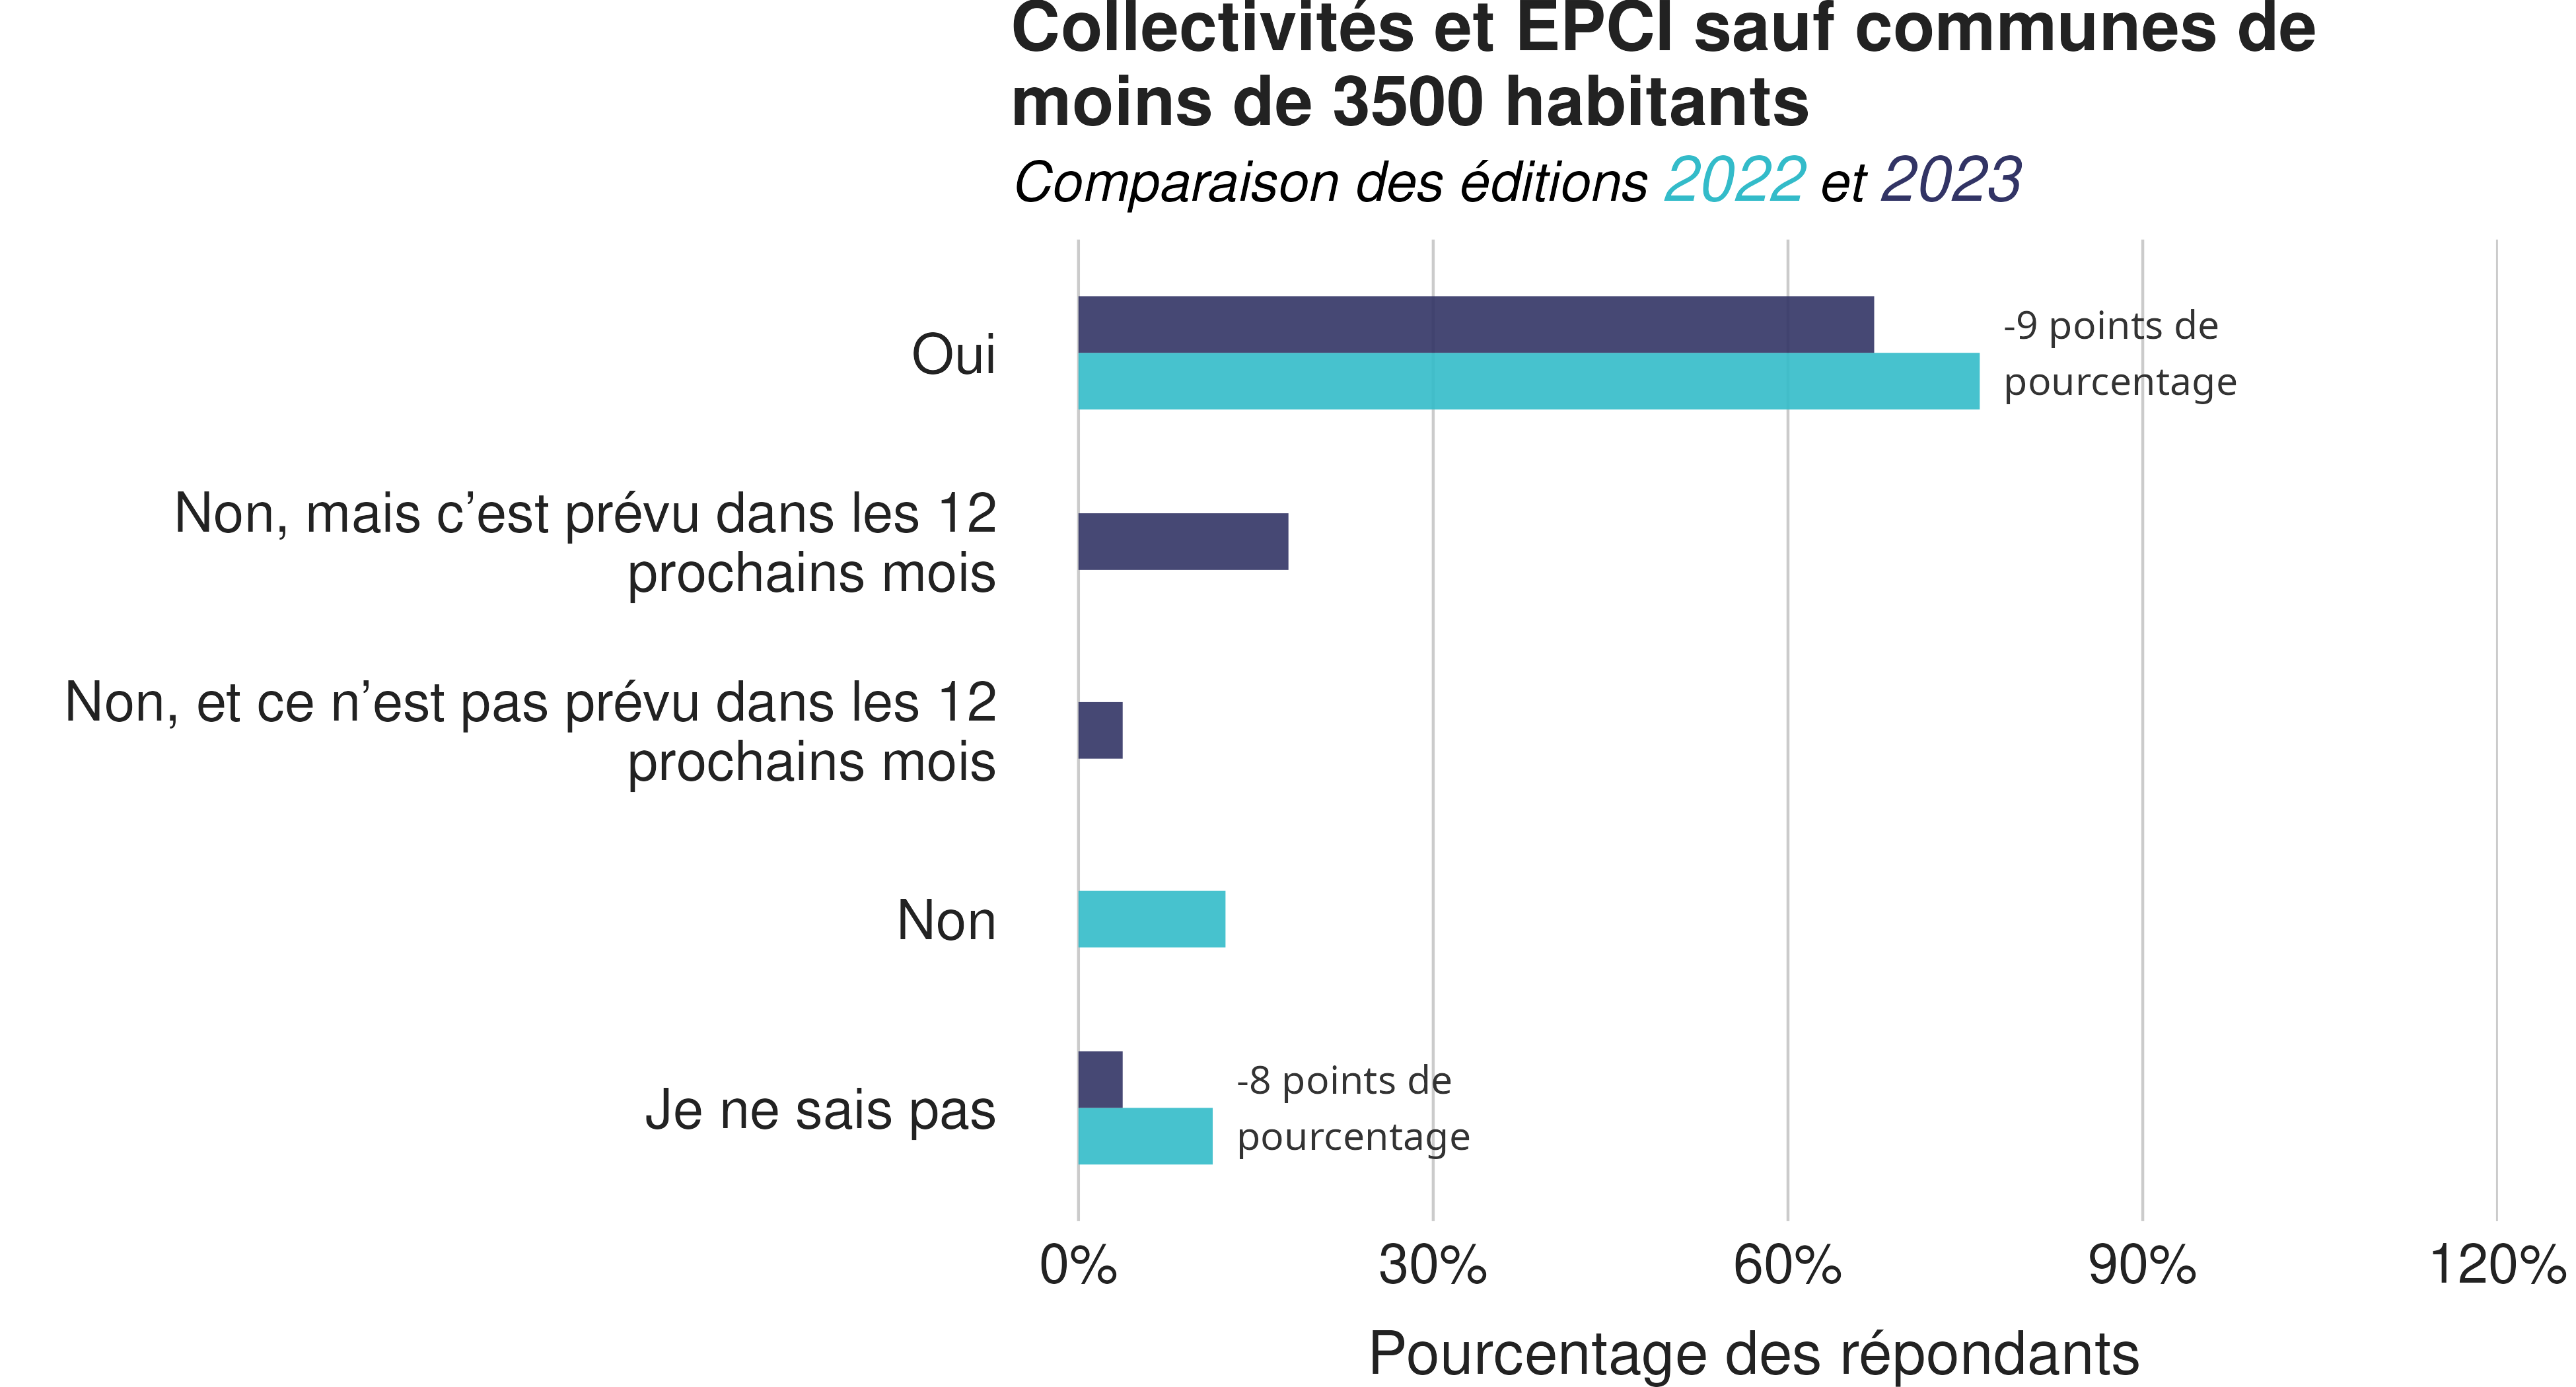 Collectivités et EPCI sauf communes de
moins de 3500 habitants
Comparaison des éditions 2022 et 2023
Oui
-9 points de
pourcentage
Non, mais c’est prévu dans les 12
prochains mois
Non, et ce n’est pas prévu dans les 12
prochains mois
Non
Je ne sais pas
-8 points de
pourcentage
0% 30% 60% 90% 120%
Pourcentage des répondants